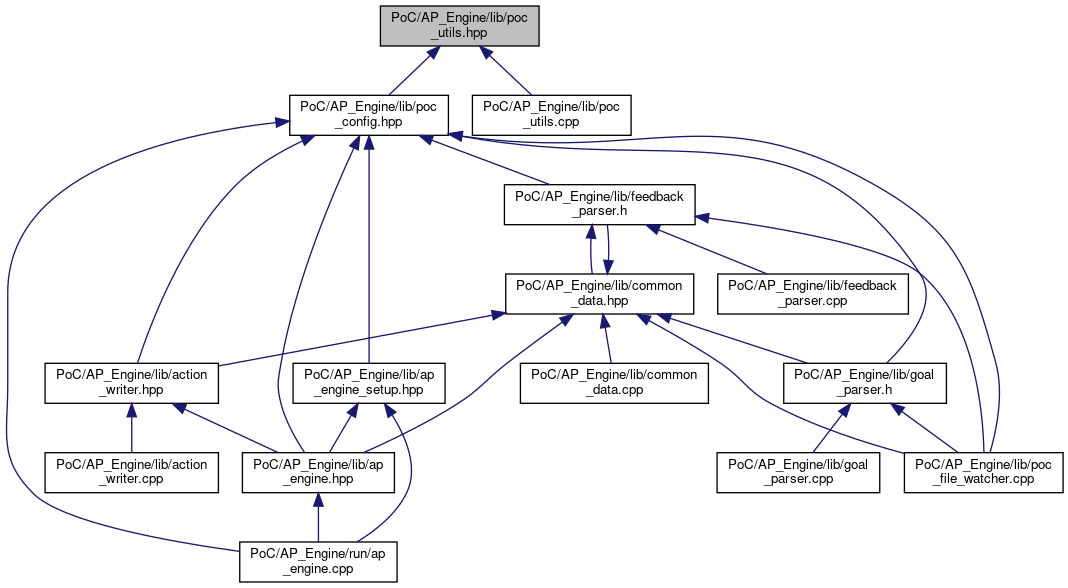 PoC/AP_Engine/lib/poc
_utils.hpp
PoC/AP_Engine/lib/poc
_config.hpp
PoC/AP_Engine/lib/poc
_utils.cpp
PoC/AP_Engine/lib/feedback
_parser.h
PoC/AP_Engine/lib/common
_data.hpp
PoC/AP_Engine/lib/feedback
_parser.cpp
PoC/AP_Engine/lib/action
_writer.hpp
PoC/AP_Engine/lib/ap
_engine_setup.hpp
PoC/AP_Engine/lib/common
_data.cpp
PoC/AP_Engine/lib/goal
_parser.h
PoC/AP_Engine/lib/action
_writer.cpp
PoC/AP_Engine/lib/ap
_engine.hpp
PoC/AP_Engine/lib/goal
_parser.cpp
PoC/AP_Engine/lib/poc
_file_watcher.cpp
PoC/AP_Engine/run/ap
_engine.cpp